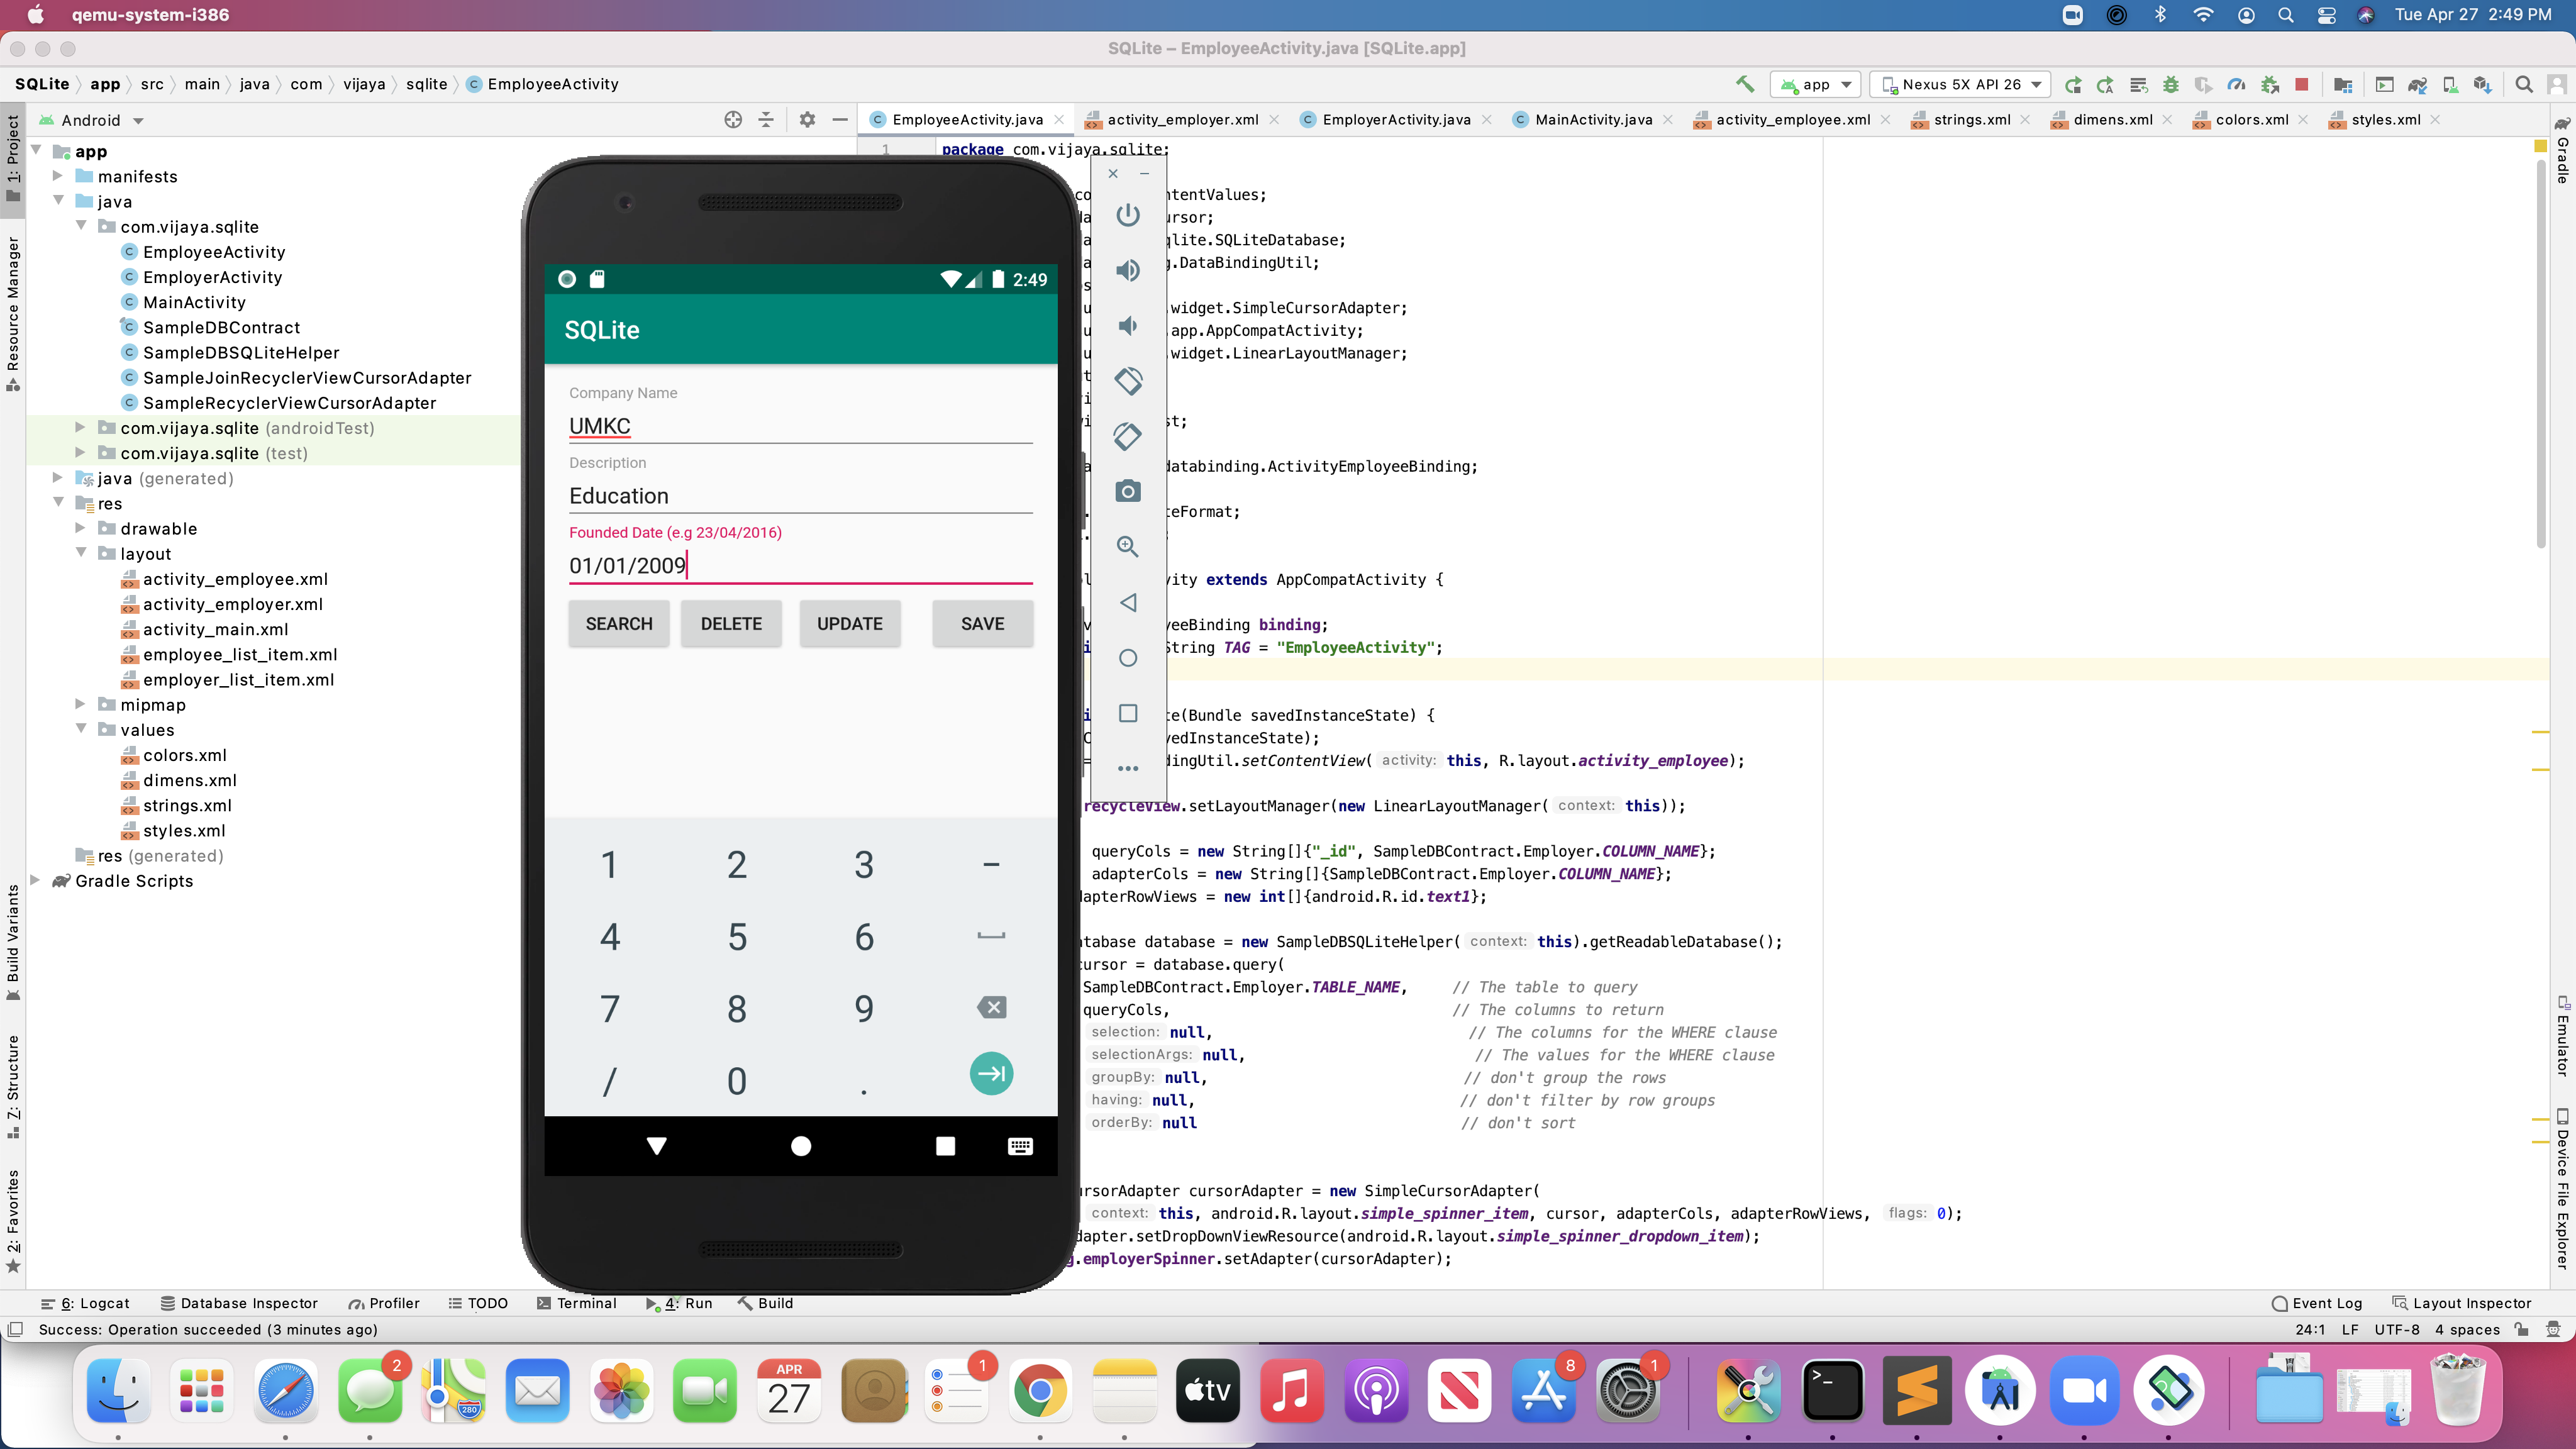 qemu-system-i386
Tue Apr 27 2:49 PM
SQLite – EmployeeActivity.java [SQLite.app]
SQLite app src main java com vijaya sqlite EmployeeActivity
app
Nexus 5X API 26
Android
EmployeeActivity.java
activity_employer.xml
EmployerActivity.java
MainActivity.java
activity_employee.xml
strings.xml
dimens.xml
colors.xml
styles.xml
1: Project
Resource Manager
Build Variants
7: Structure
2: Favorites
app
manifests
java
com.vijaya.sqlite
EmployeeActivity
EmployerActivity
MainActivity
SampleDBContract
SampleDBSQLiteHelper
SampleJoinRecyclerViewCursorAdapter
SampleRecyclerViewCursorAdapter
com.vijaya.sqlite (androidTest)
com.vijaya.sqlite (test)
java (generated)
res
drawable
layout
activity_employee.xml
activity_employer.xml
activity_main.xml
employee_list_item.xml
employer_list_item.xml
mipmap
values
colors.xml
dimens.xml
strings.xml
styles.xml
res (generated)
Gradle Scripts
2:49
SQLite
Company Name
UMKC
Description
Education
Founded Date (e.g 23/04/2016)
01/01/2009
SEARCH DELETE UPDATE SAVE
1 2 3 –
4 5 6
7 8 9
/ 0 .
1 package com.vijaya.sqlite;
ntentValues;
ursor;
qlite.SQLiteDatabase;
g.DataBindingUtil;
widget.SimpleCursorAdapter;
app.AppCompatActivity;
widget.LinearLayoutManager;
t;
databinding.ActivityEmployeeBinding;
teFormat;
;
vity extends AppCompatActivity {
yeeBinding binding;
String TAG = "EmployeeActivity";
te(Bundle savedInstanceState) {
vedInstanceState);
dingUtil.setContentView( activity: this, R.layout.activity_employee);
recycleView.setLayoutManager(new LinearLayoutManager( context: this));
queryCols = new String[]{"_id", SampleDBContract.Employer.COLUMN_NAME};
adapterCols = new String[]{SampleDBContract.Employer.COLUMN_NAME};
dapterRowViews = new int[]{android.R.id.text1};
atabase database = new SampleDBSQLiteHelper( context: this).getReadableDatabase();
cursor = database.query(
SampleDBContract.Employer.TABLE_NAME, // The table to query
queryCols, // The columns to return
selection: null, // The columns for the WHERE clause
selectionArgs: null, // The values for the WHERE clause
groupBy: null, // don't group the rows
having: null, // don't filter by row groups
orderBy: null // don't sort
ursorAdapter cursorAdapter = new SimpleCursorAdapter(
context: this, android.R.layout.simple_spinner_item, cursor, adapterCols, adapterRowViews, flags: 0);
dapter.setDropDownViewResource(android.R.layout.simple_spinner_dropdown_item);
g.employerSpinner.setAdapter(cursorAdapter);
Gradle
Emulator
Device File Explorer
6: Logcat Database Inspector Profiler TODO Terminal 4: Run Build Event Log Layout Inspector
Success: Operation succeeded (3 minutes ago)
24:1 LF UTF-8 4 spaces
2
280
APR
27
1
tv
8
1
>_